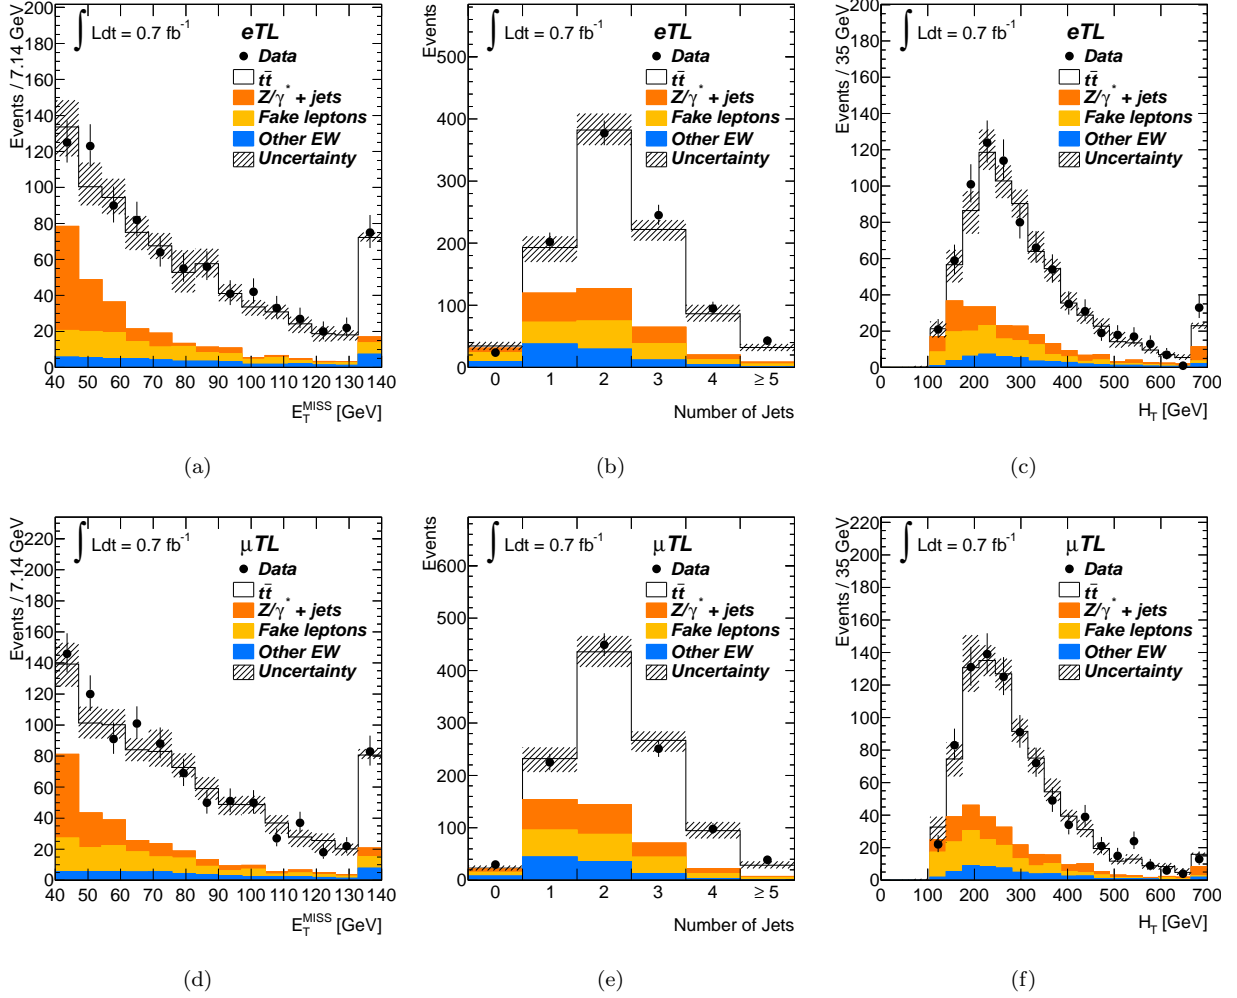 Events / 7.14 GeV
200
180
160
140
120
100
80
60
40
20
0
∫ Ldt = 0.7 fb⁻¹
eTL
Data
tt̄
Z/γ* + jets
Fake leptons
Other EW
Uncertainty
40 50 60 70 80 90 100 110 120 130 140
E_T^MISS [GeV]
(a)
Events
500
400
300
200
100
0
∫ Ldt = 0.7 fb⁻¹
eTL
Data
tt̄
Z/γ* + jets
Fake leptons
Other EW
Uncertainty
0 1 2 3 4 ≥ 5
Number of Jets
(b)
Events / 35 GeV
200
180
160
140
120
100
80
60
40
20
0
∫ Ldt = 0.7 fb⁻¹
eTL
Data
tt̄
Z/γ* + jets
Fake leptons
Other EW
Uncertainty
0 100 200 300 400 500 600 700
H_T [GeV]
(c)
Events / 7.14 GeV
220
200
180
160
140
120
100
80
60
40
20
0
∫ Ldt = 0.7 fb⁻¹
μTL
Data
tt̄
Z/γ* + jets
Fake leptons
Other EW
Uncertainty
40 50 60 70 80 90 100 110 120 130 140
E_T^MISS [GeV]
(d)
Events
600
500
400
300
200
100
0
∫ Ldt = 0.7 fb⁻¹
μTL
Data
tt̄
Z/γ* + jets
Fake leptons
Other EW
Uncertainty
0 1 2 3 4 ≥ 5
Number of Jets
(e)
Events / 35 GeV
220
200
180
160
140
120
100
80
60
40
20
0
∫ Ldt = 0.7 fb⁻¹
μTL
Data
tt̄
Z/γ* + jets
Fake leptons
Other EW
Uncertainty
0 100 200 300 400 500 600 700
H_T [GeV]
(f)